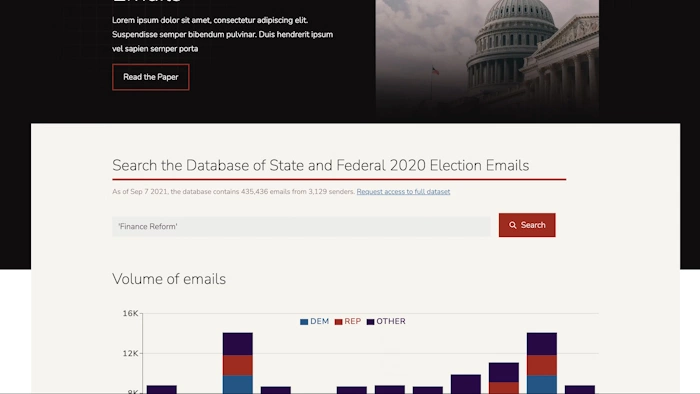 Lorem ipsum dolor sit amet, consectetur adipiscing elit.
Suspendisse semper bibendum pulvinar. Duis hendrerit ipsum
vel sapien semper porta
Read the Paper
Search the Database of State and Federal 2020 Election Emails
As of Sep 7 2021, the database contains 435,436 emails from 3,129 senders. Request access to full dataset
'Finance Reform'
Search
Volume of emails
16K
DEM REP OTHER
12K
8K